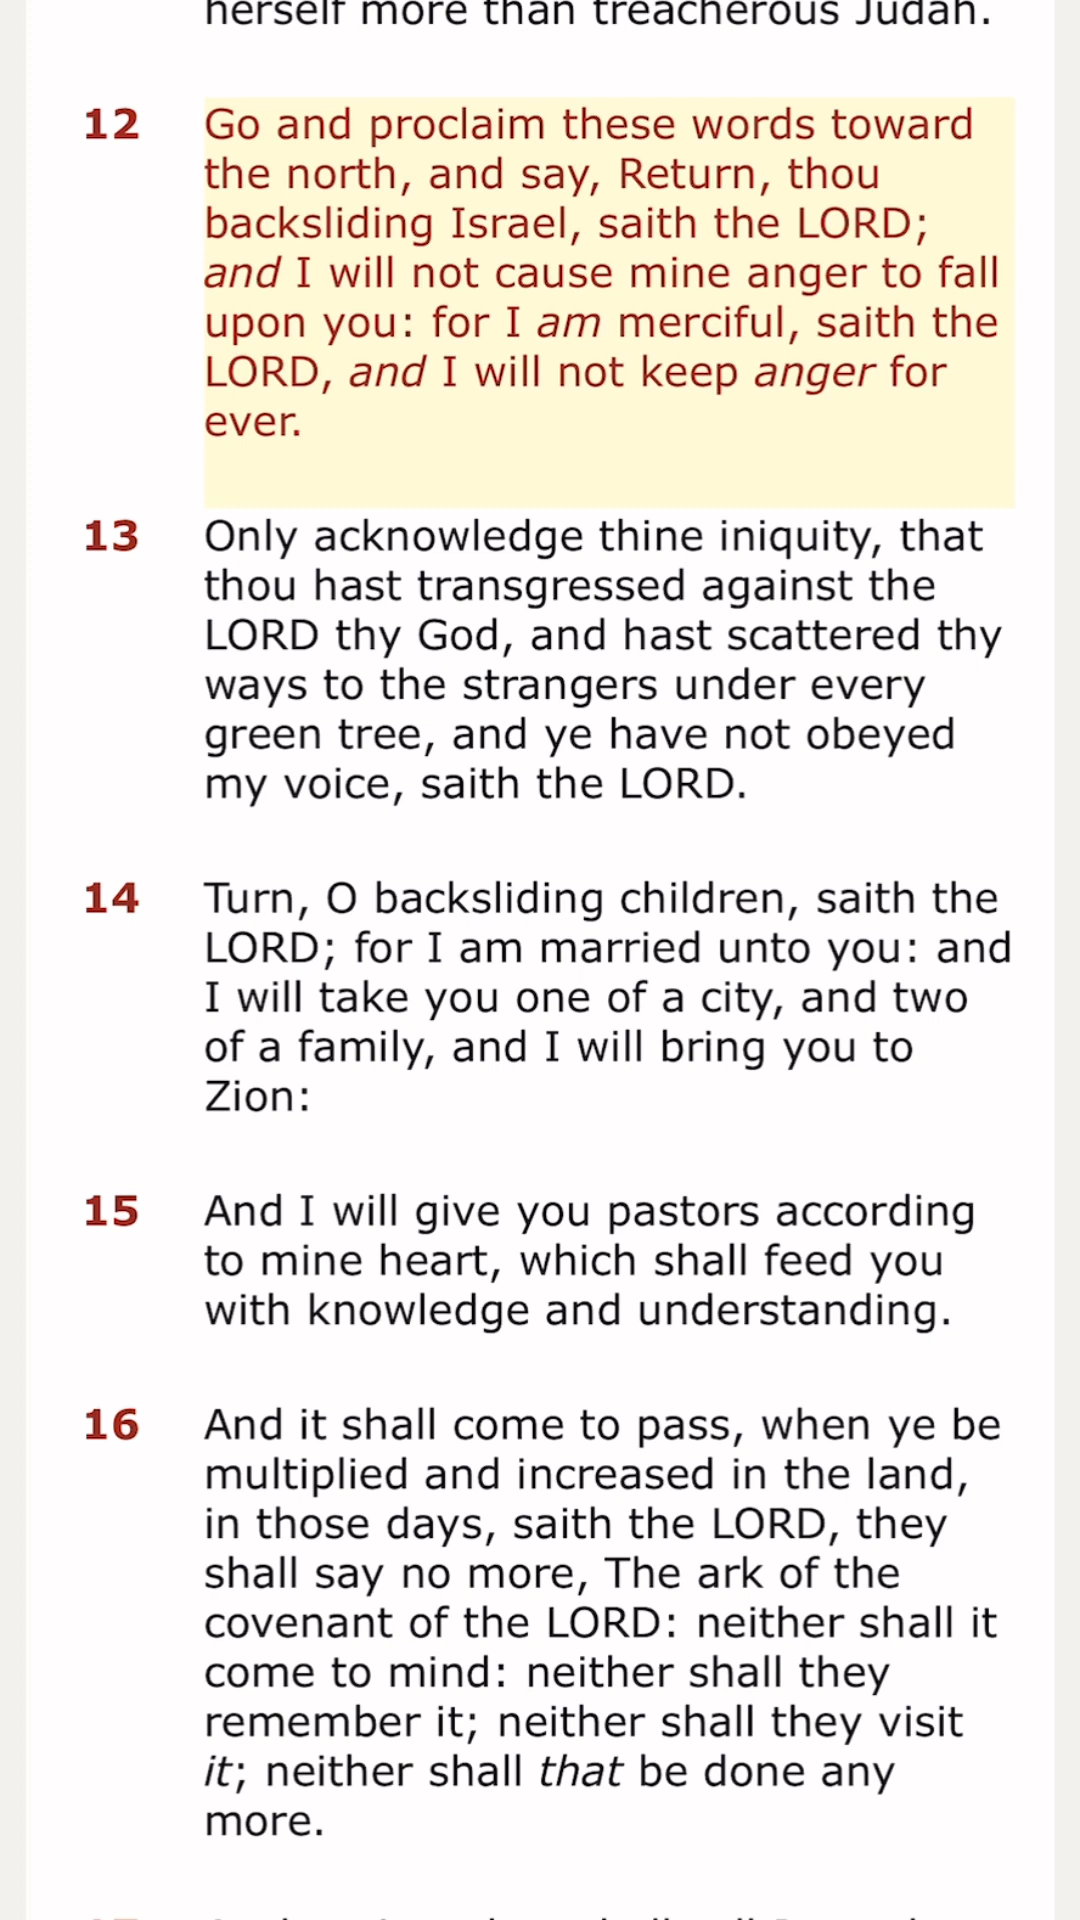 herself more than treacherous Judah.
12 Go and proclaim these words toward
the north, and say, Return, thou
backsliding Israel, saith the LORD;
and I will not cause mine anger to fall
upon you: for I am merciful, saith the
LORD, and I will not keep anger for
ever.
13 Only acknowledge thine iniquity, that
thou hast transgressed against the
LORD thy God, and hast scattered thy
ways to the strangers under every
green tree, and ye have not obeyed
my voice, saith the LORD.
14 Turn, O backsliding children, saith the
LORD; for I am married unto you: and
I will take you one of a city, and two
of a family, and I will bring you to
Zion:
15 And I will give you pastors according
to mine heart, which shall feed you
with knowledge and understanding.
16 And it shall come to pass, when ye be
multiplied and increased in the land,
in those days, saith the LORD, they
shall say no more, The ark of the
covenant of the LORD: neither shall it
come to mind: neither shall they
remember it; neither shall they visit
it; neither shall that be done any
more.